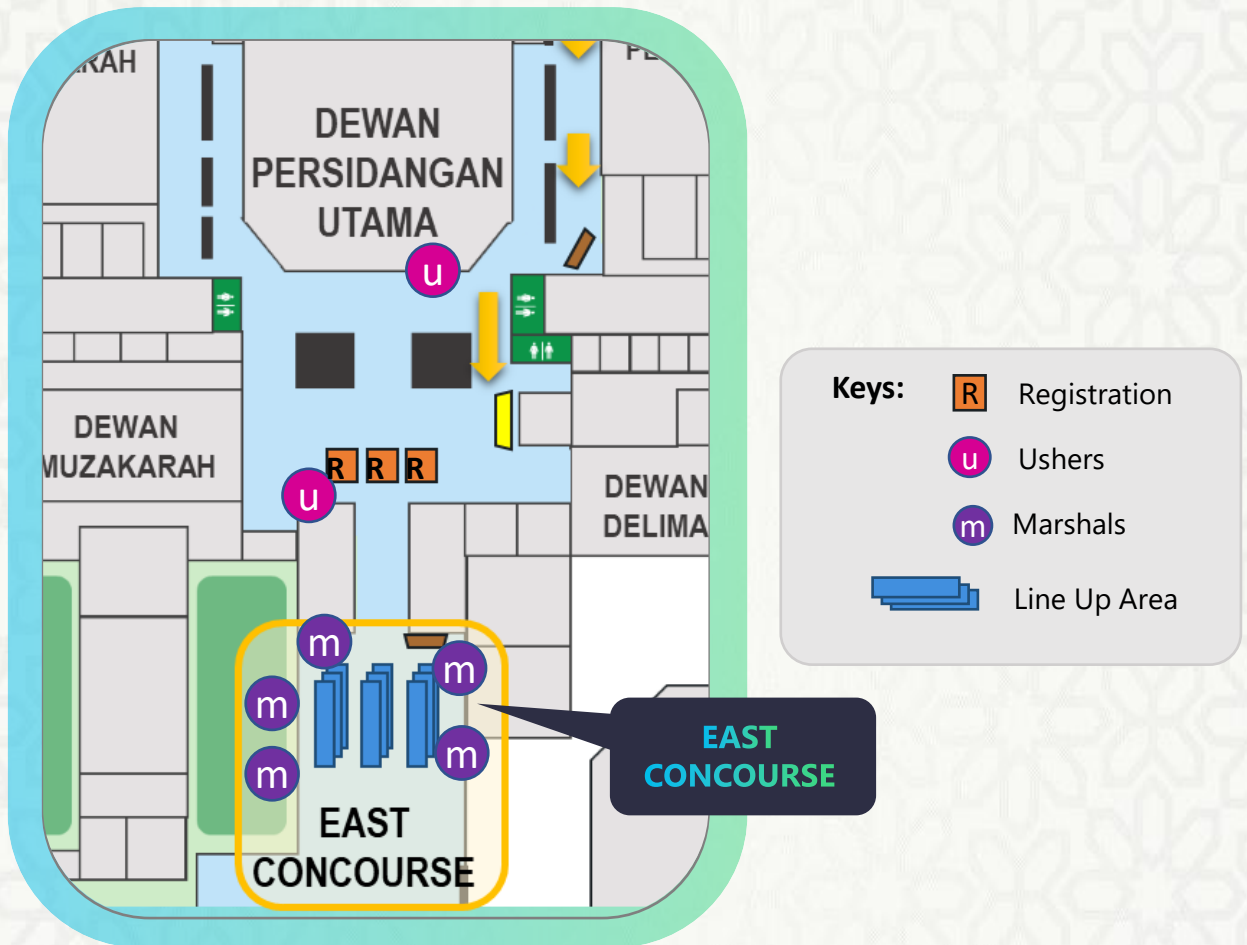 DEWAN
PERSIDANGAN
UTAMA
u
DEWAN
MUZAKARAH
R R R
u
DEWAN
DELIMA
m
m
m
m
m
EAST
CONCOURSE
EAST
CONCOURSE
Keys:
R Registration
u Ushers
m Marshals
Line Up Area